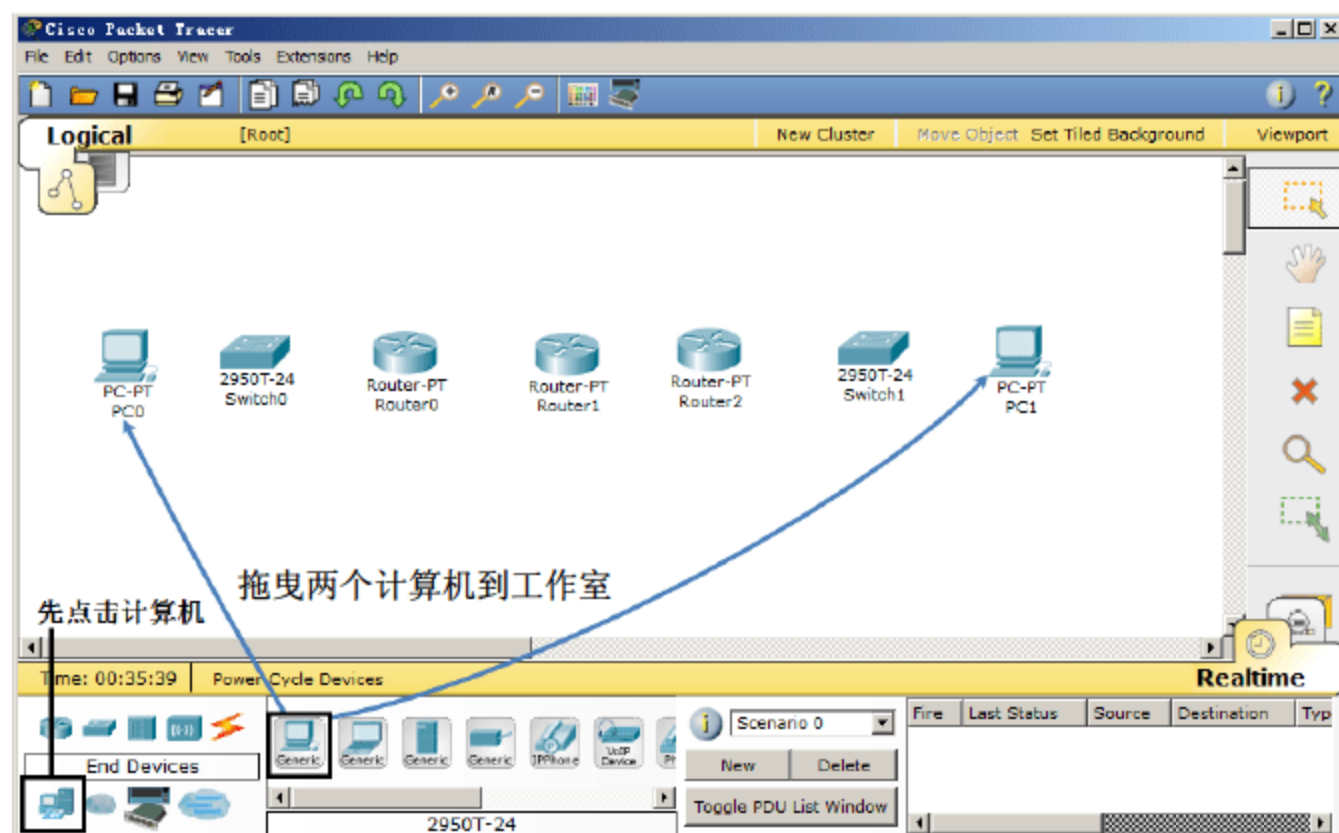 Cisco Packet Tracer
File Edit Options View Tools Extensions Help
Logical [Root] New Cluster Move Object Set Tiled Background Viewport
PC-PT
PC0
2950T-24
Switch0
Router-PT
Router0
Router-PT
Router1
Router-PT
Router2
2950T-24
Switch1
PC-PT
PC1
拖曳两个计算机到工作室
先点击计算机
Time: 00:35:39 Power Cycle Devices Realtime
Generic Generic Generic Generic IPPhone VoIP Device Ph
End Devices
2950T-24
Scenario 0
New Delete
Toggle PDU List Window
Fire Last Status Source Destination Typ